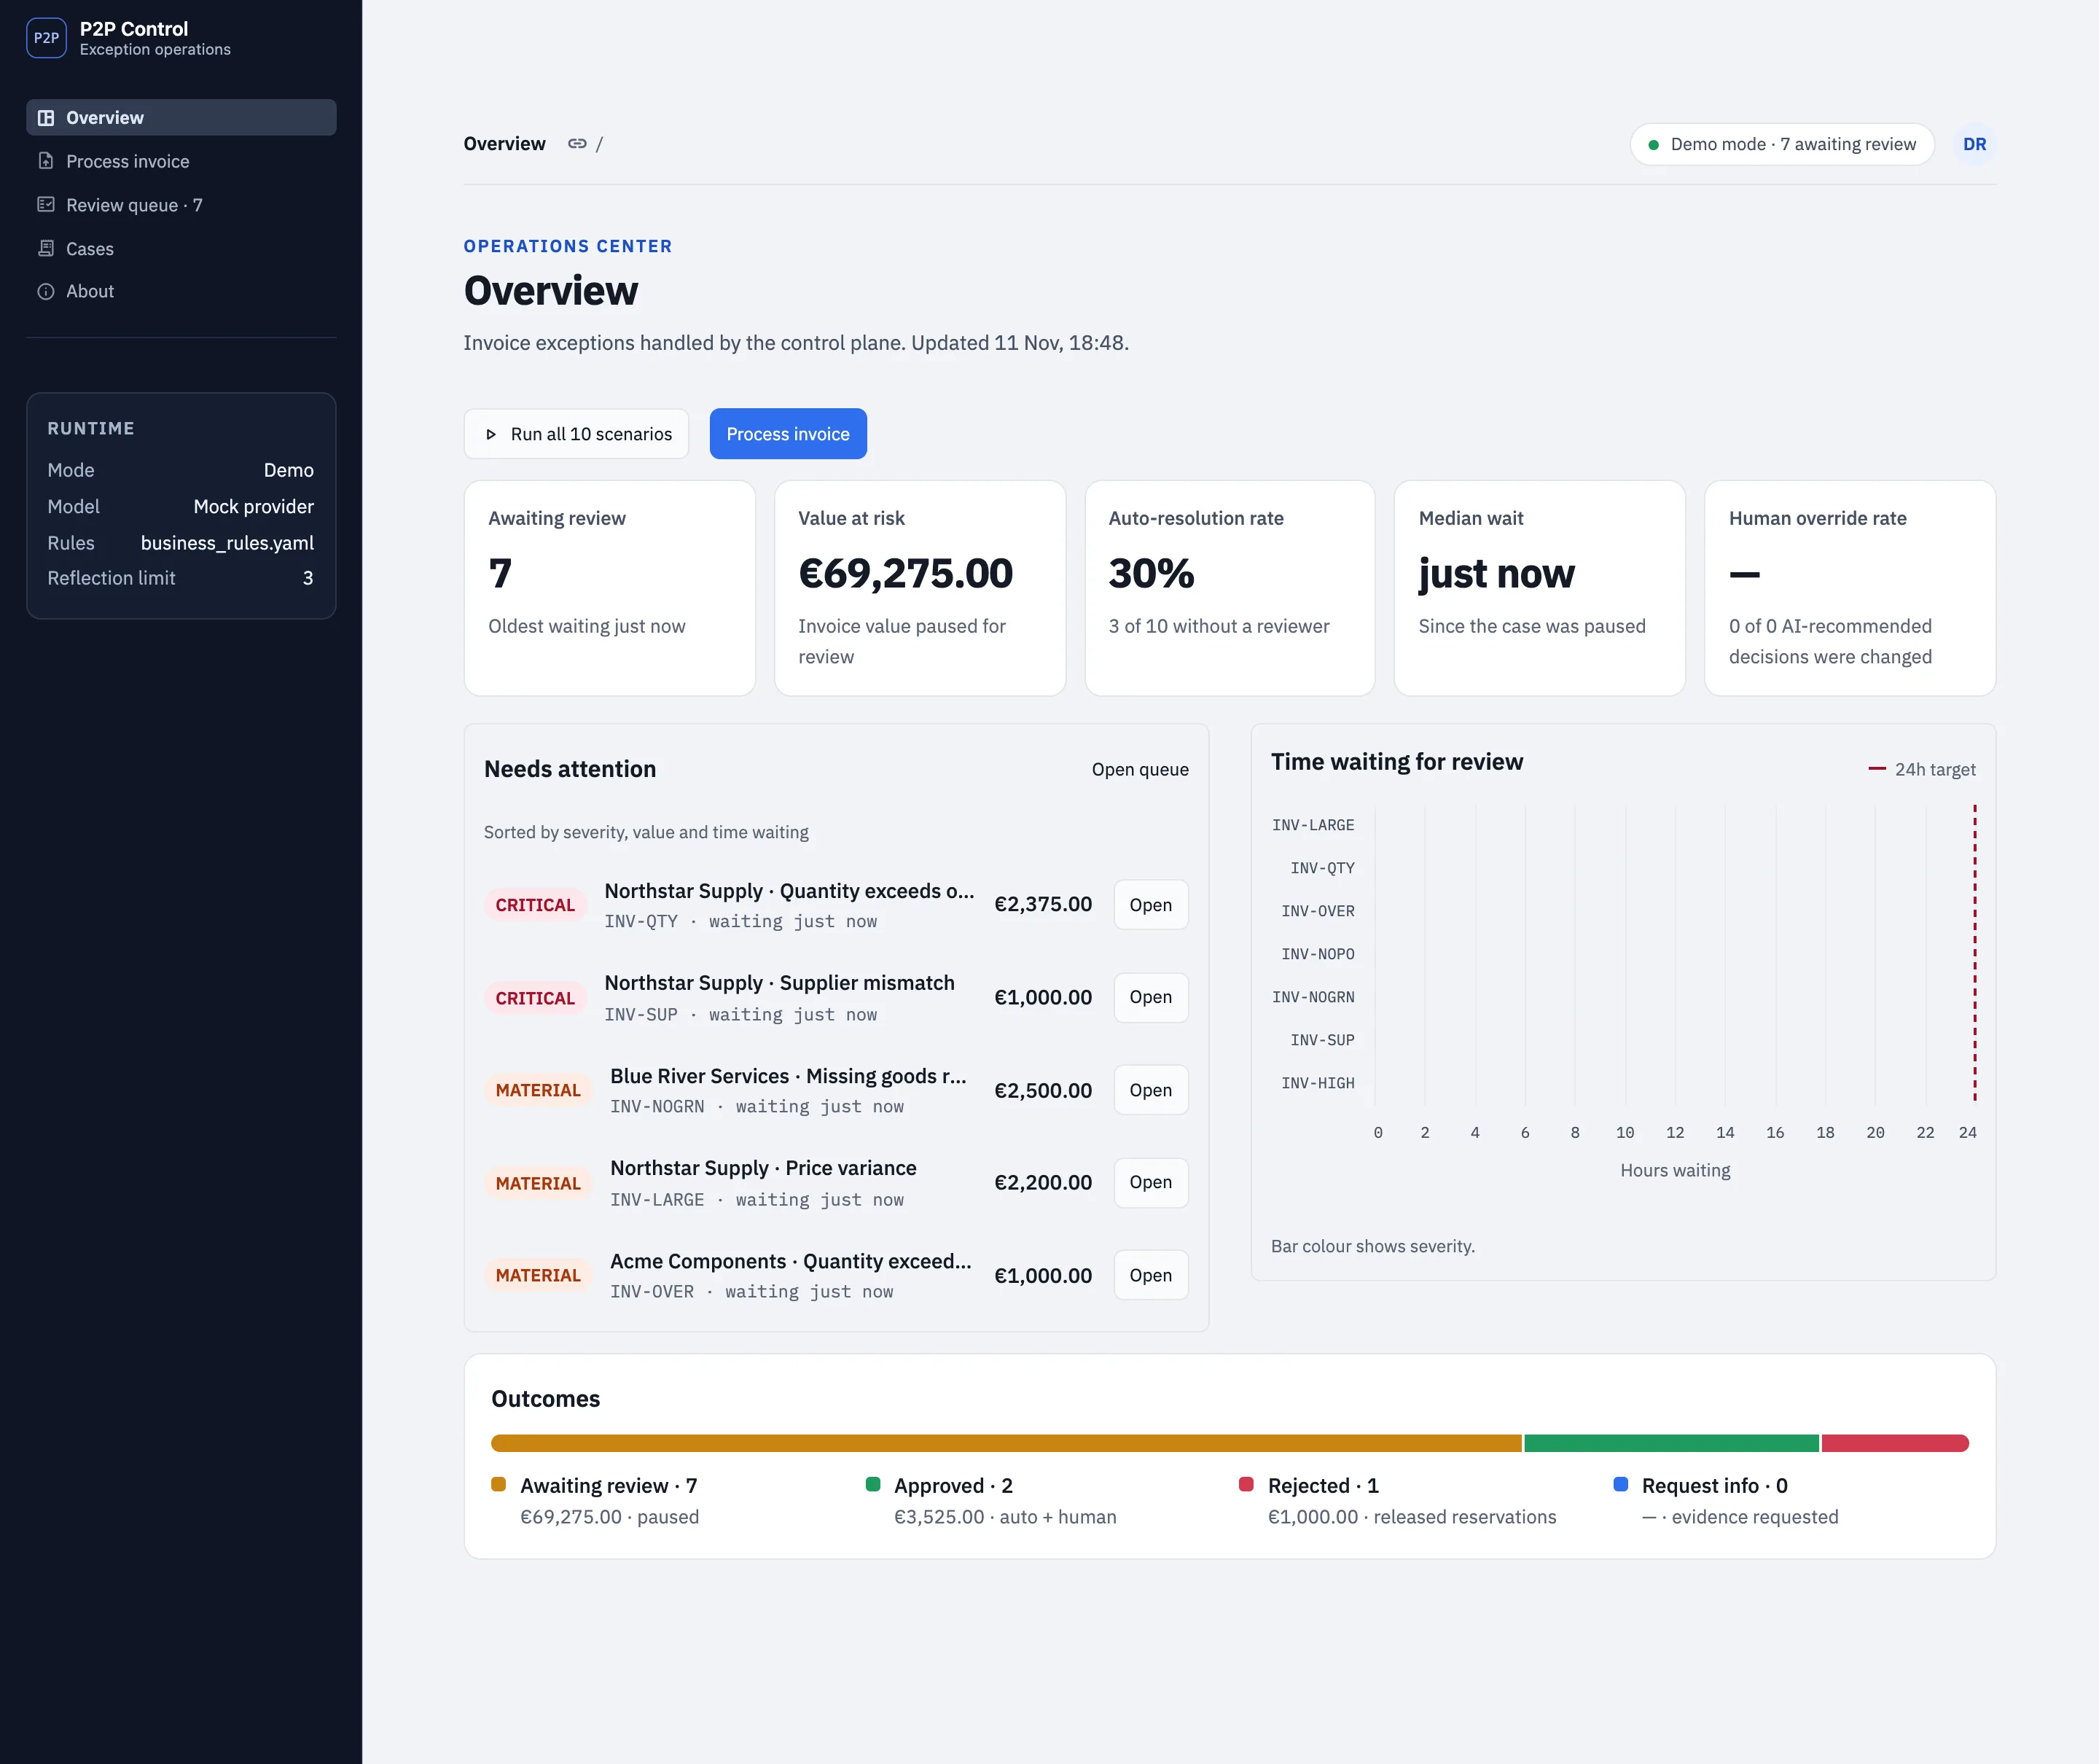 P2P
P2P Control
Exception operations
Overview
Process invoice
Review queue · 7
Cases
About
RUNTIME
Mode Demo
Model Mock provider
Rules business_rules.yaml
Reflection limit 3
Overview /
Demo mode · 7 awaiting review
DR
OPERATIONS CENTER
Overview
Invoice exceptions handled by the control plane. Updated 11 Nov, 18:48.
Run all 10 scenarios
Process invoice
Awaiting review
7
Oldest waiting just now
Value at risk
€69,275.00
Invoice value paused for
review
Auto-resolution rate
30%
3 of 10 without a reviewer
Median wait
just now
Since the case was paused
Human override rate
—
0 of 0 AI-recommended
decisions were changed
Needs attention
Open queue
Sorted by severity, value and time waiting
CRITICAL
Northstar Supply · Quantity exceeds o...
INV-QTY · waiting just now
€2,375.00
Open
CRITICAL
Northstar Supply · Supplier mismatch
INV-SUP · waiting just now
€1,000.00
Open
MATERIAL
Blue River Services · Missing goods r...
INV-NOGRN · waiting just now
€2,500.00
Open
MATERIAL
Northstar Supply · Price variance
INV-LARGE · waiting just now
€2,200.00
Open
MATERIAL
Acme Components · Quantity exceed...
INV-OVER · waiting just now
€1,000.00
Open
Time waiting for review
24h target
INV-LARGE
INV-QTY
INV-OVER
INV-NOPO
INV-NOGRN
INV-SUP
INV-HIGH
0 2 4 6 8 10 12 14 16 18 20 22 24
Hours waiting
Bar colour shows severity.
Outcomes
Awaiting review · 7
€69,275.00 · paused
Approved · 2
€3,525.00 · auto + human
Rejected · 1
€1,000.00 · released reservations
Request info · 0
— · evidence requested